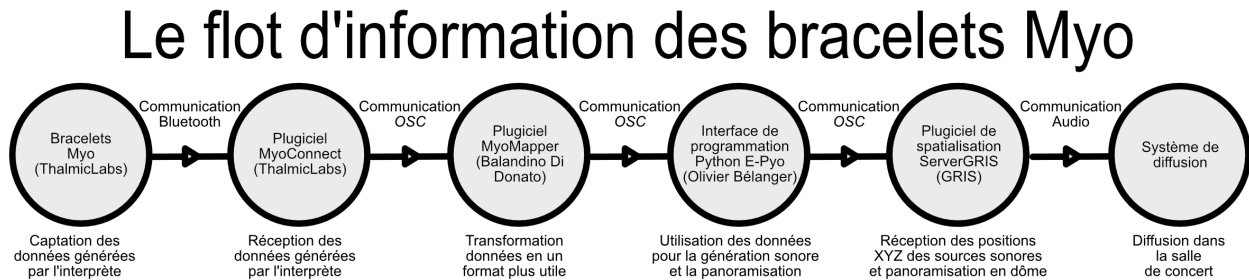 Le flot d'information des bracelets Myo
Bracelets
Myo
(ThalmicLabs)
Communication
Bluetooth
Plugiciel
MyoConnect
(ThalmicLabs)
Communication
OSC
Plugiciel
MyoMapper
(Balandino Di
Donato)
Communication
OSC
Interface de
programmation
Python E-Pyo
(Olivier Bélanger)
Communication
OSC
Plugiciel de
spatialisation
ServerGRIS
(GRIS)
Communication
Audio
Système de
diffusion
Captation des
données générées
par l'interprète
Réception des
données générées
par l'interprète
Transformation
données en un
format plus utile
Utilisation des données
pour la génération sonore
et la panoramisation
Réception des positions
XYZ des sources sonores
et panoramisation en dôme
Diffusion dans
la salle
de concert